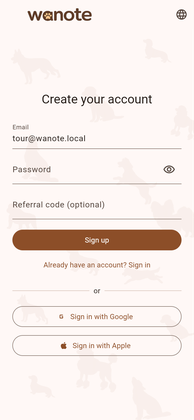 wanote
Create your account
Email
tour@wanote.local
Password
Referral code (optional)
Sign up
Already have an account? Sign in
or
G Sign in with Google
Sign in with Apple